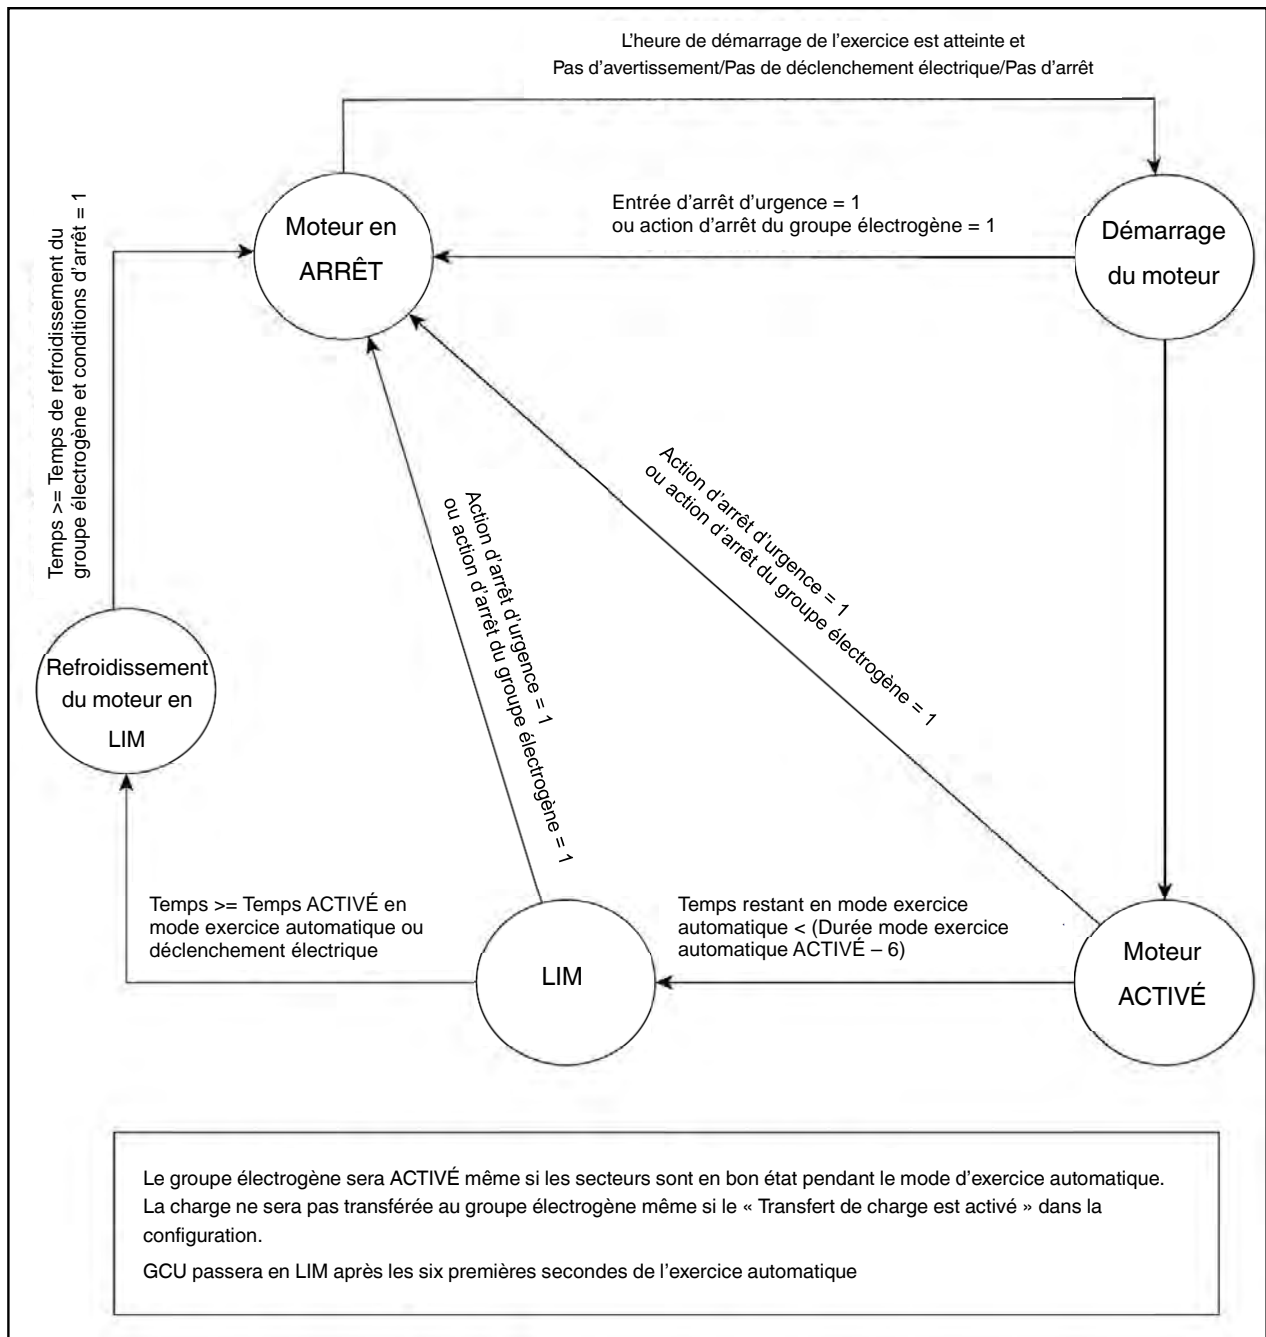 L'heure de démarrage de l'exercice est atteinte et
Pas d'avertissement/Pas de déclenchement électrique/Pas d'arrêt
Moteur en
ARRÊT
Entrée d'arrêt d'urgence = 1
ou action d'arrêt du groupe électrogène = 1
Démarrage
du moteur
Temps >= Temps de refroidissement du
groupe électrogène et conditions d'arrêt = 1
Action d'arrêt d'urgence = 1
ou action d'arrêt du groupe électrogène = 1
Action d'arrêt d'urgence = 1
ou action d'arrêt du groupe électrogène = 1
Refroidissement
du moteur en
LIM
Temps >= Temps ACTIVÉ en
mode exercice automatique ou
déclenchement électrique
LIM
Temps restant en mode exercice
automatique < (Durée mode exercice
automatique ACTIVÉ – 6)
Moteur
ACTIVÉ
Le groupe électrogène sera ACTIVÉ même si les secteurs sont en bon état pendant le mode d'exercice automatique.
La charge ne sera pas transférée au groupe électrogène même si le « Transfert de charge est activé » dans la
configuration.
GCU passera en LIM après les six premières secondes de l'exercice automatique